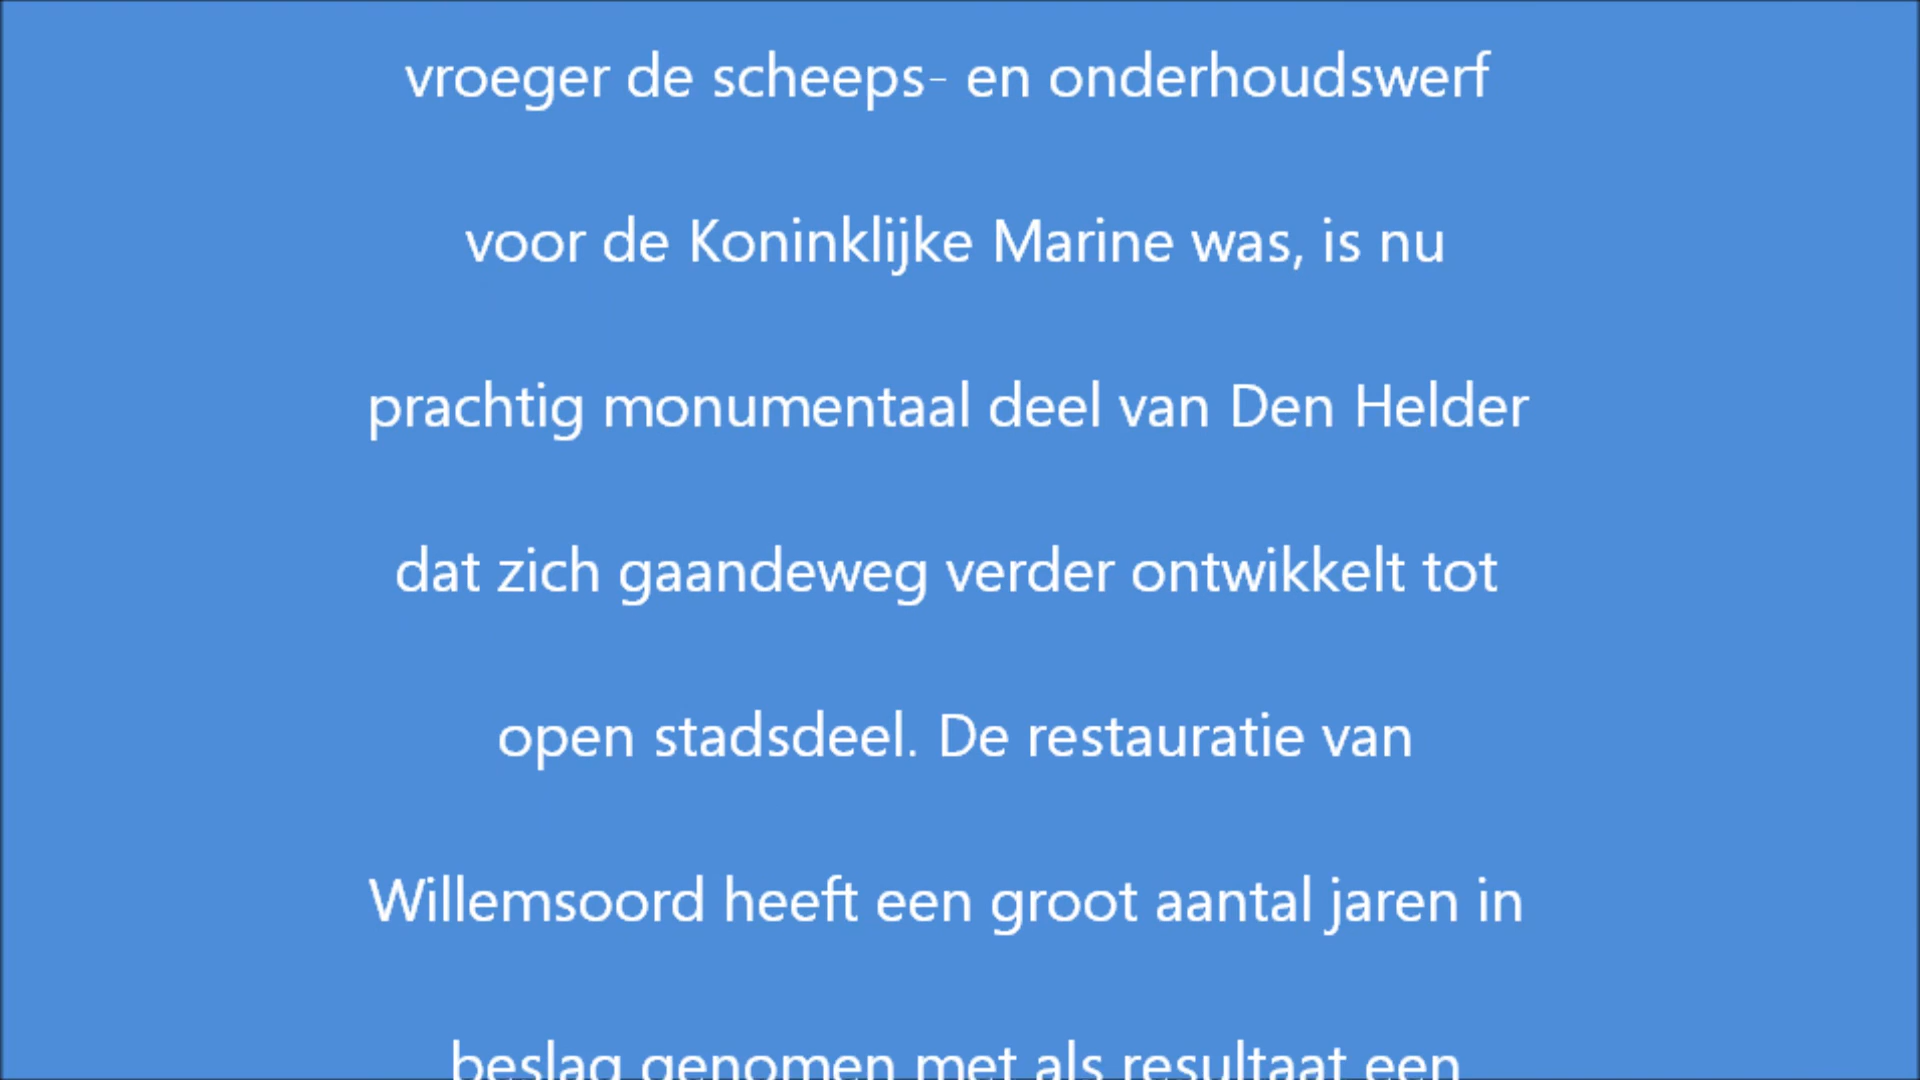 vroeger de scheeps- en onderhoudswerf
voor de Koninklijke Marine was, is nu
prachtig monumentaal deel van Den Helder
dat zich gaandeweg verder ontwikkelt tot
open stadsdeel. De restauratie van
Willemsoord heeft een groot aantal jaren in
beslag genomen met als resultaat een